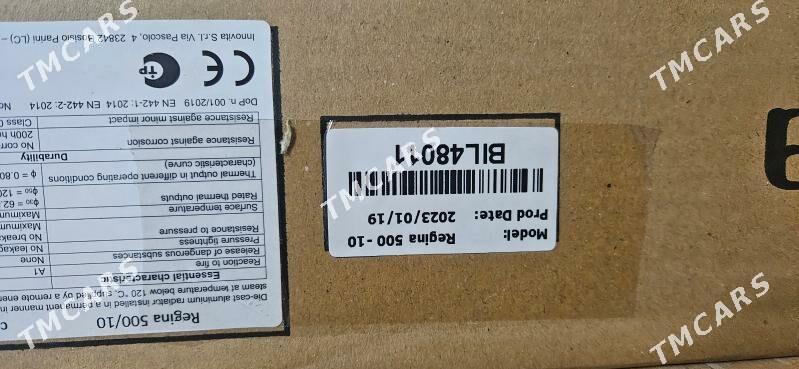 Regina 500/10
Die-cast aluminium radiator installed in a permanent manner in
steam at temperature below 120 °C, supplied by a remote ener
Essential characteristic
Reaction to fire A1
Release of dangerous substances None
Pressure tightness No leakage
Resistance to pressure No break
Surface temperature Maximum
Rated thermal outputs
Thermal output in different operating conditions
(characteristic curve)
Durability
Resistance against corrosion No corro
200h h
Resistance against minor impact Class
DoP n. 001/2019 EN 442-1: 2014 EN 442-2: 2014
CE
Innovita S.r.l. Via Pascolo, 4 23842 Bosisio Parini (LC) –
Model: Regina 500 -10
Prod Date: 2023/01/19
BIL48011
TMCARS
TMCARS
TMCARS
TMCARS
TMCARS
TMCARS